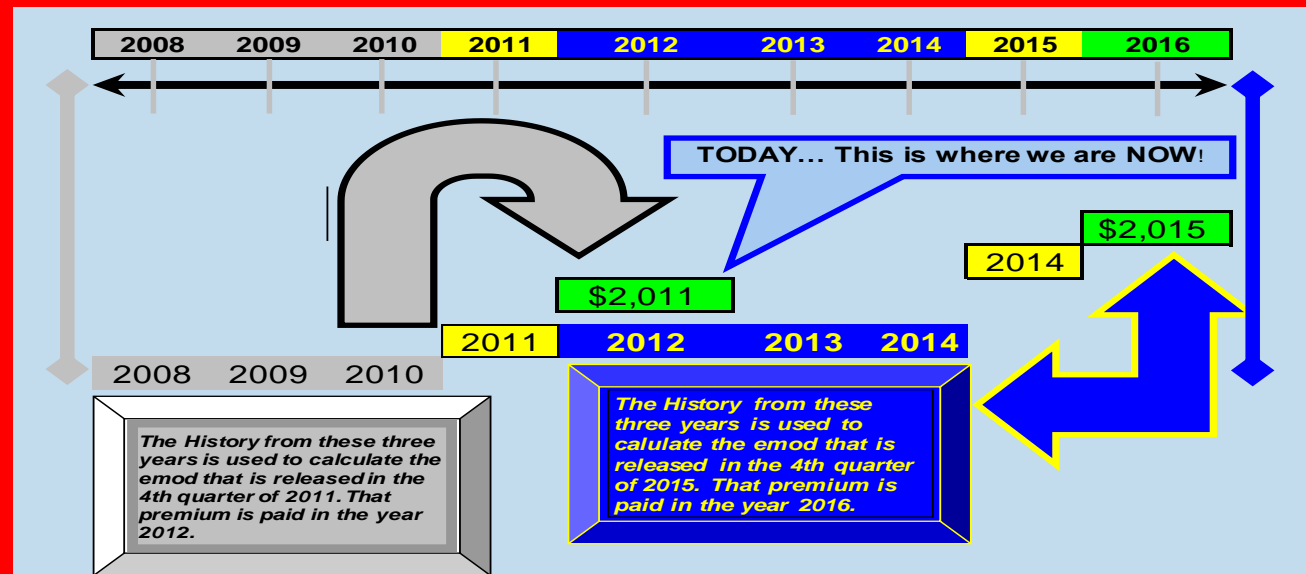 2008 2009 2010 2011 2012 2013 2014 2015 2016
TODAY... This is where we are NOW!
$2,015
2014
$2,011
2011 2012 2013 2014
2008 2009 2010
The History from these three
years is used to calculate the
emod that is released in the
4th quarter of 2011. That
premium is paid in the year
2012.
The History from these
three years is used to
calulate the emod that is
released in the 4th quarter
of 2015. That premium is
paid in the year 2016.